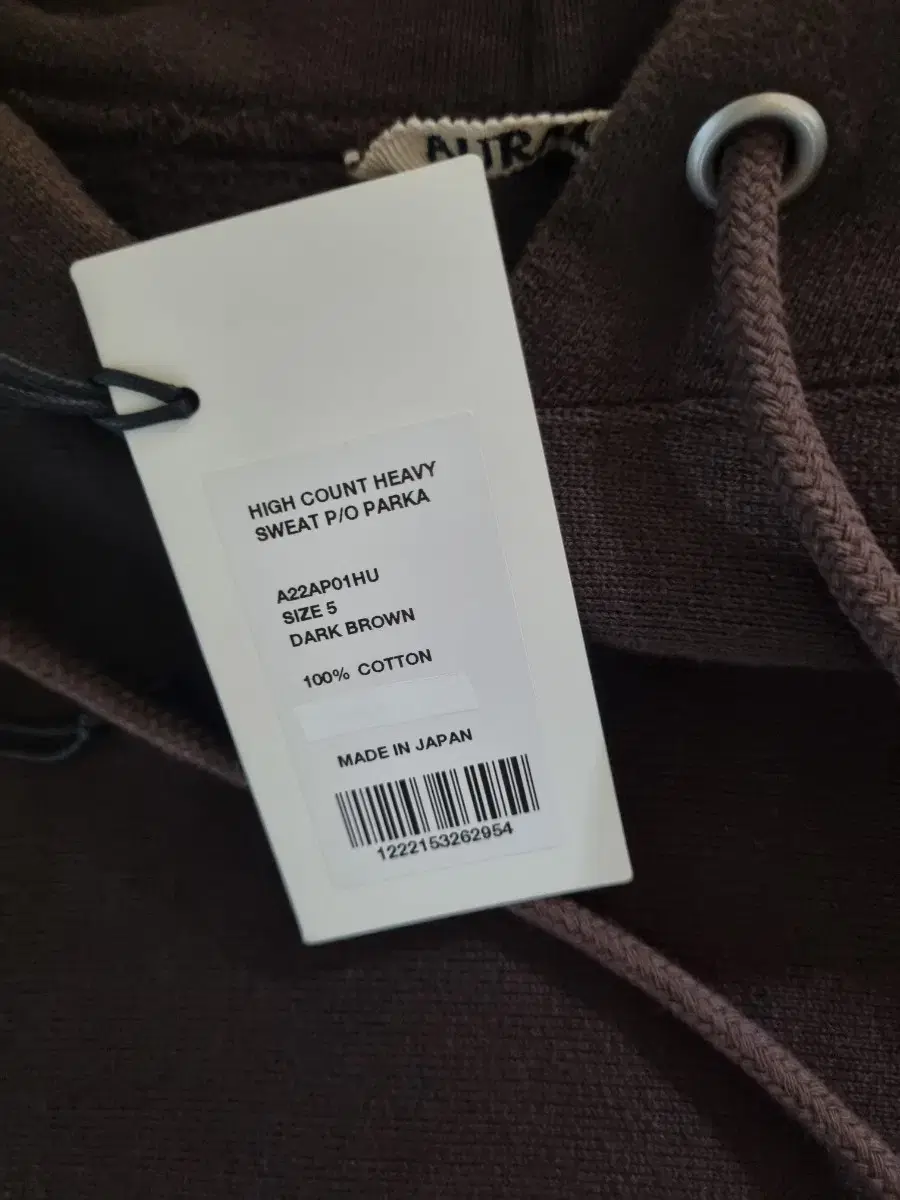 HIGH COUNT HEAVY
SWEAT P/O PARKA
A22AP01HU
SIZE 5
DARK BROWN
100% COTTON
MADE IN JAPAN
1222153262954